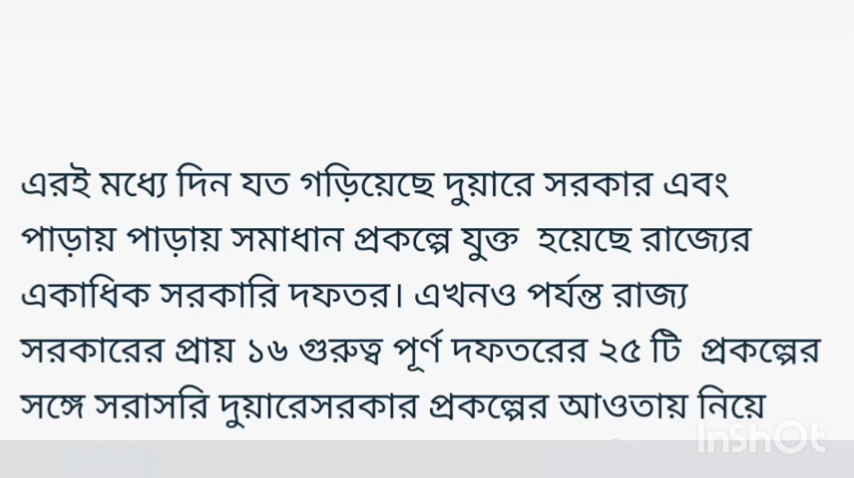 এরই মধ্যে দিন যত গড়িয়েছে দুয়ারে সরকার এবং
পাড়ায় পাড়ায় সমাধান প্রকল্পে যুক্ত  হয়েছে রাজ্যের
একাধিক সরকারি দফতর। এখনও পর্যন্ত রাজ্য
সরকারের প্রায় ১৬ গুরুত্ব পূর্ণ দফতরের ২৫ টি  প্রকল্পের
সঙ্গে সরাসরি দুয়ারেসরকার প্রকল্পের আওতায় নিয়ে
InShOt